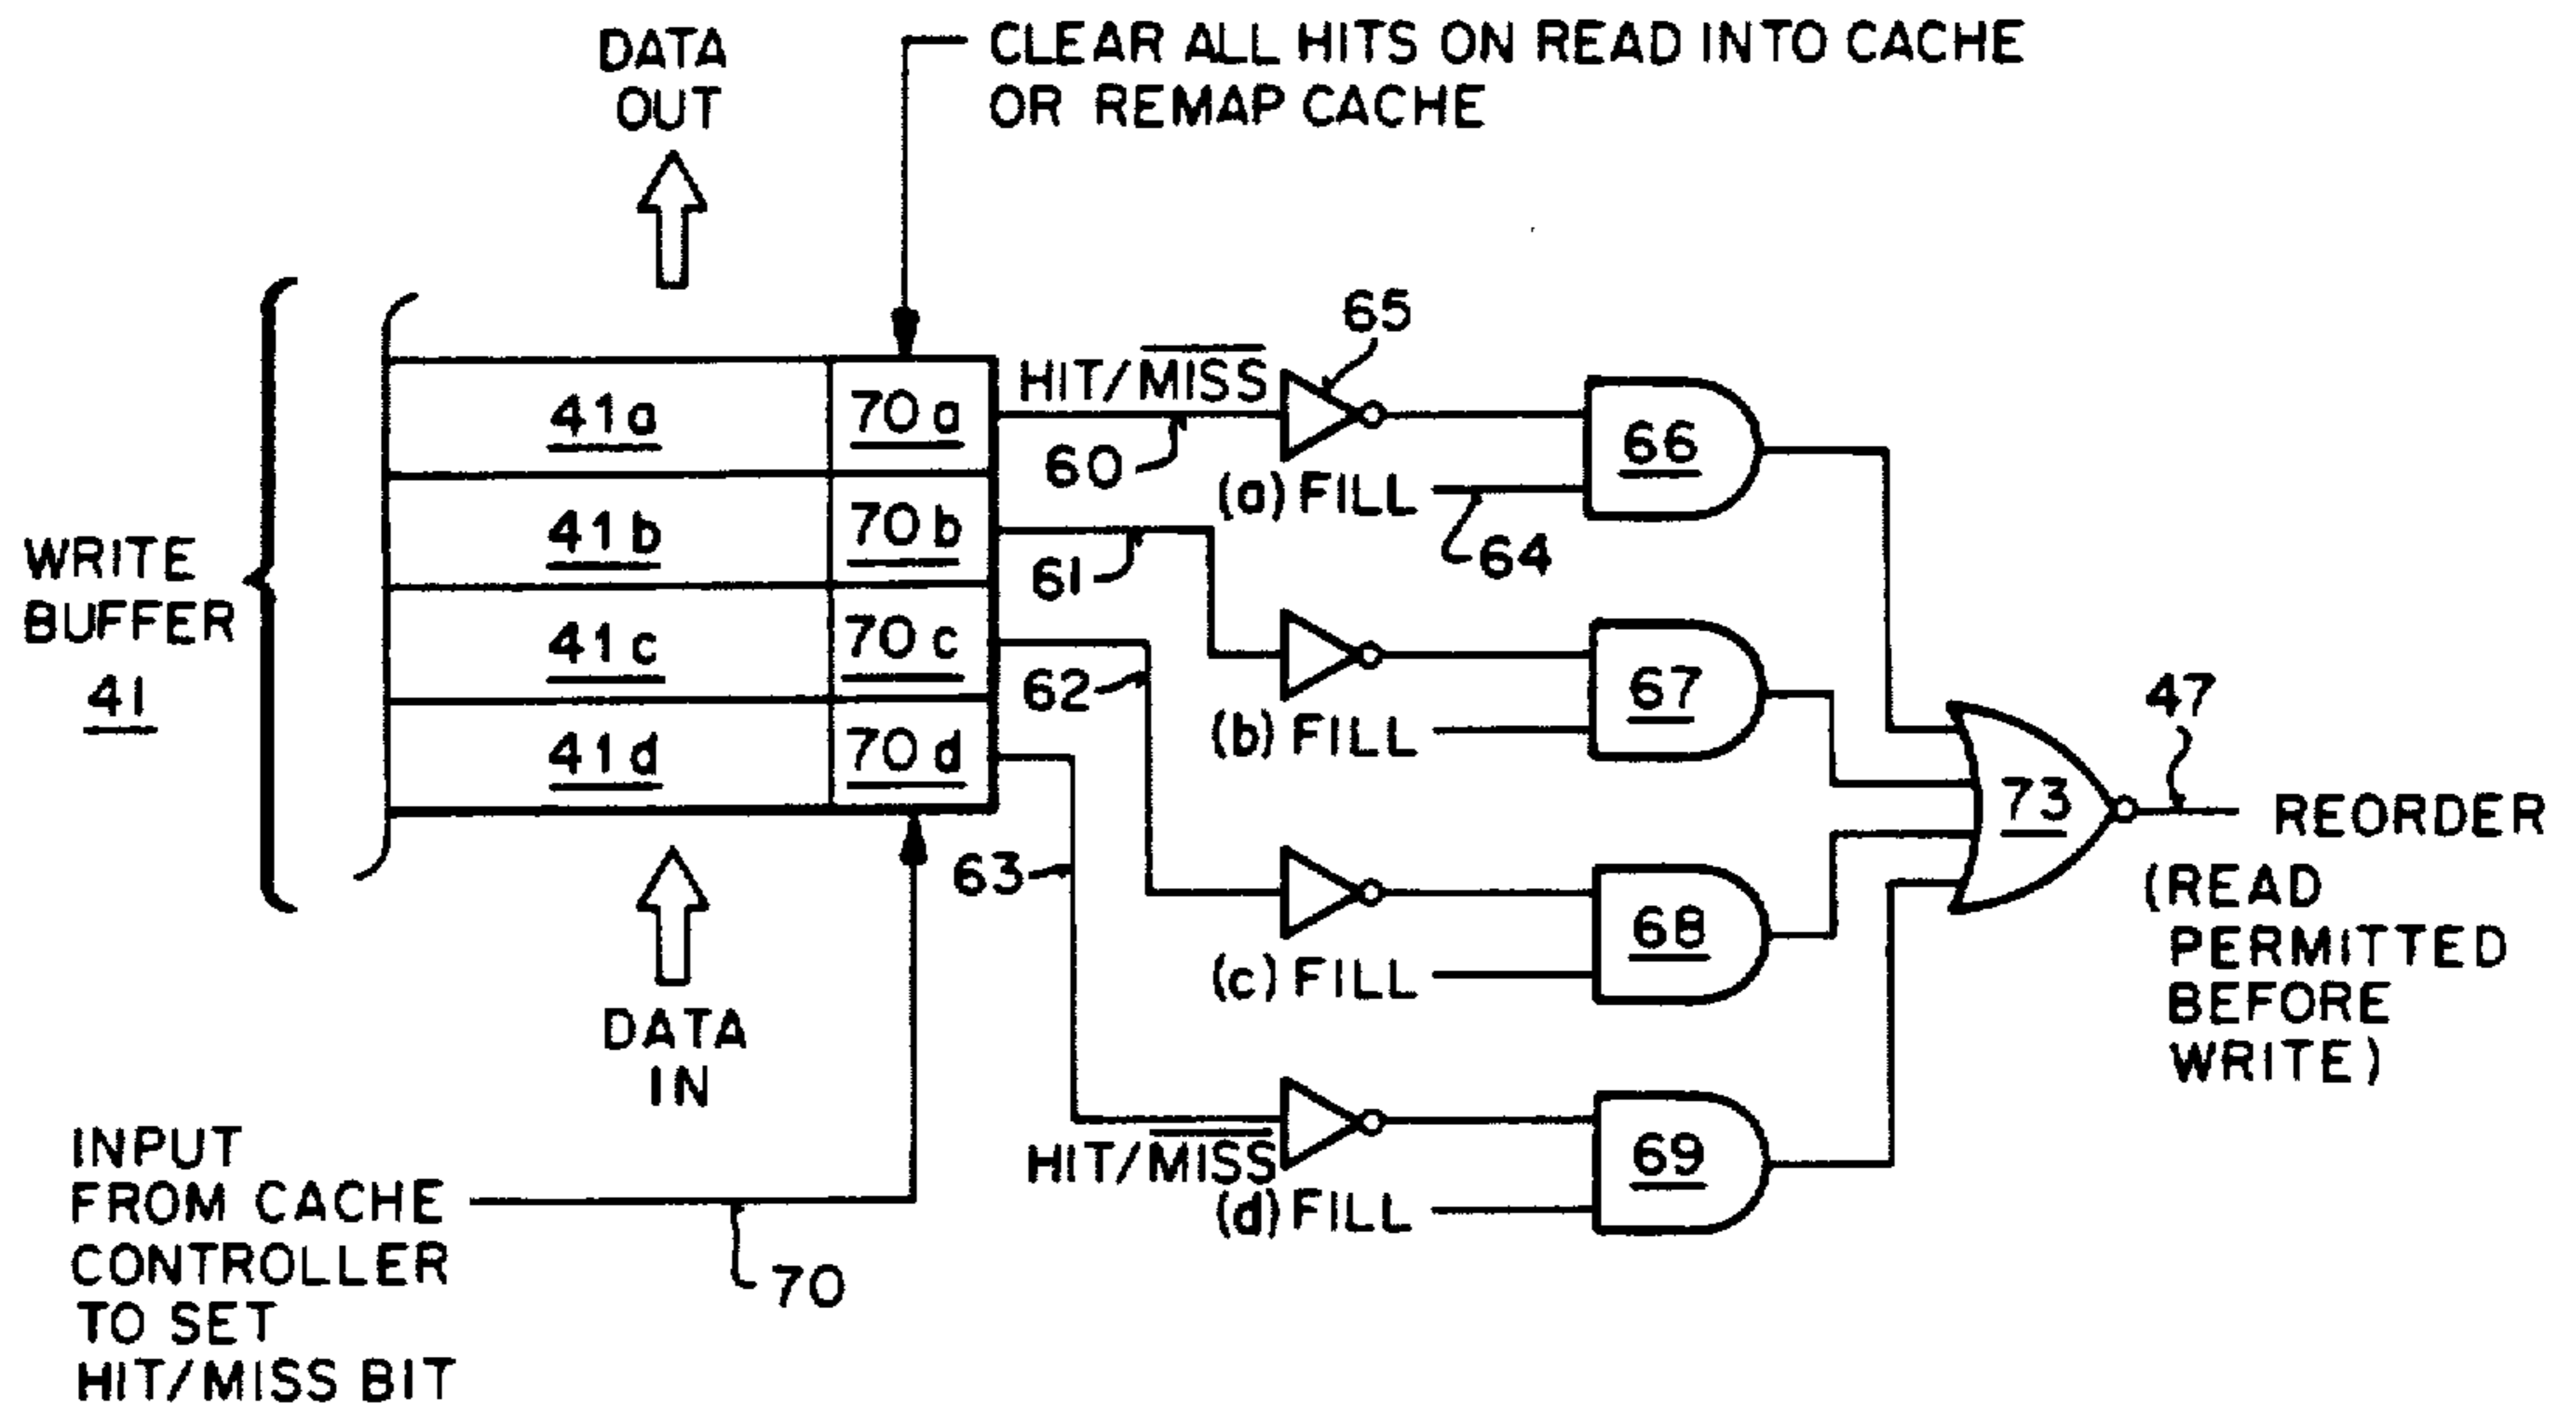 DATA
OUT
CLEAR ALL HITS ON READ INTO CACHE
OR REMAP CACHE
WRITE
BUFFER
41
41a
70a
41b
70b
41c
70c
41d
70d
HIT/MISS
60
61
62
63
65
(a) FILL
64
66
(b) FILL
67
(c) FILL
68
HIT/MISS
(d) FILL
69
73
47
REORDER
(READ
PERMITTED
BEFORE
WRITE)
DATA
IN
INPUT
FROM CACHE
CONTROLLER
TO SET
HIT/MISS BIT
70